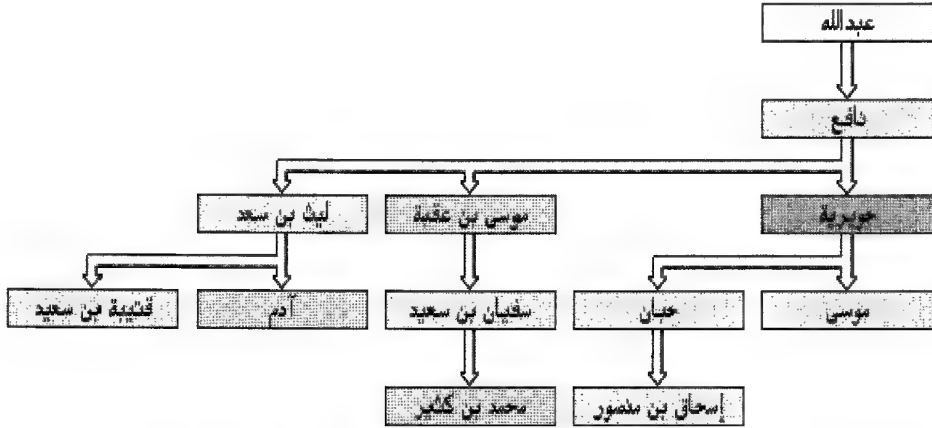 عبدالله
نافع
جويرية
موسى بن عقبة
ليث بن سعد
موسى
حبان
سفيان بن سعيد
آدم
قتيبة بن سعيد
إسحاق بن منصور
محمد بن كثير